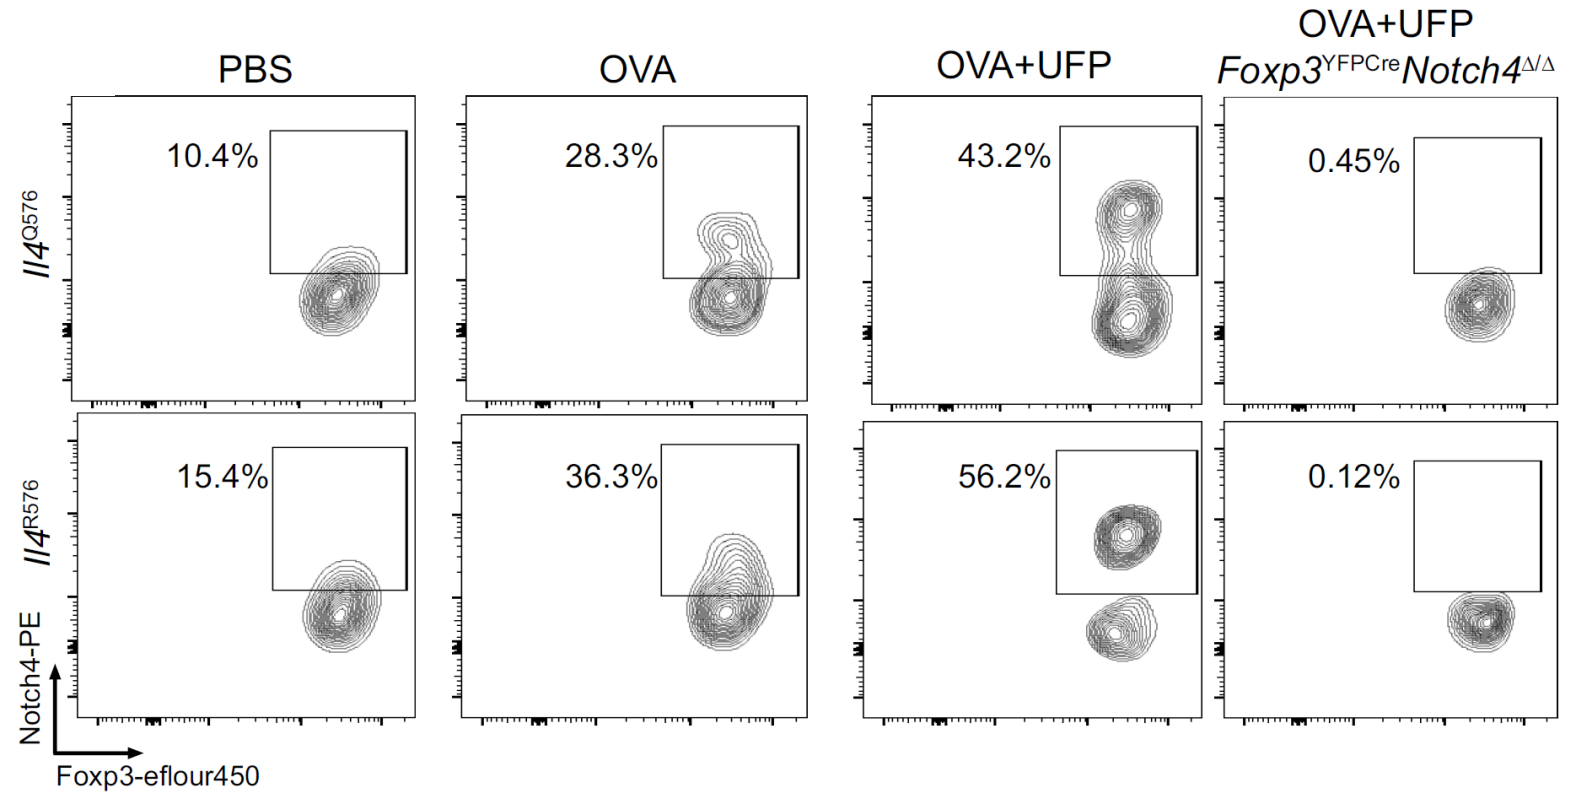 PBS
OVA
OVA+UFP
OVA+UFP
Foxp3YFPCreNotch4Δ/Δ
Il4Q576
10.4%
28.3%
43.2%
0.45%
Il4R576
15.4%
36.3%
56.2%
0.12%
Notch4-PE
Foxp3-eflour450